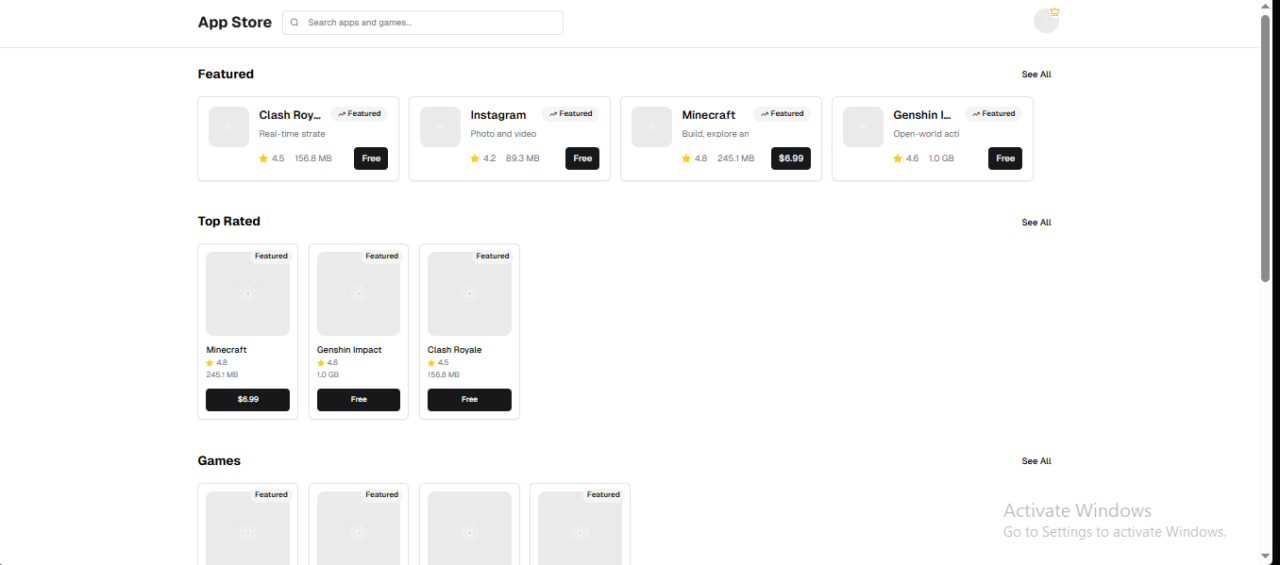 App Store
Search apps and games...
Featured
See All
Clash Roy...
Featured
Real-time strate
4.5 156.8 MB
Free
Instagram
Featured
Photo and video
4.2 89.3 MB
Free
Minecraft
Featured
Build, explore an
4.8 245.1 MB
$6.99
Genshin I...
Featured
Open-world acti
4.6 1.0 GB
Free
Top Rated
See All
Featured
Minecraft
4.8
245.1 MB
$6.99
Featured
Genshin Impact
4.6
1.0 GB
Free
Featured
Clash Royale
4.5
156.8 MB
Free
Games
See All
Featured
Featured
Featured
Activate Windows
Go to Settings to activate Windows.